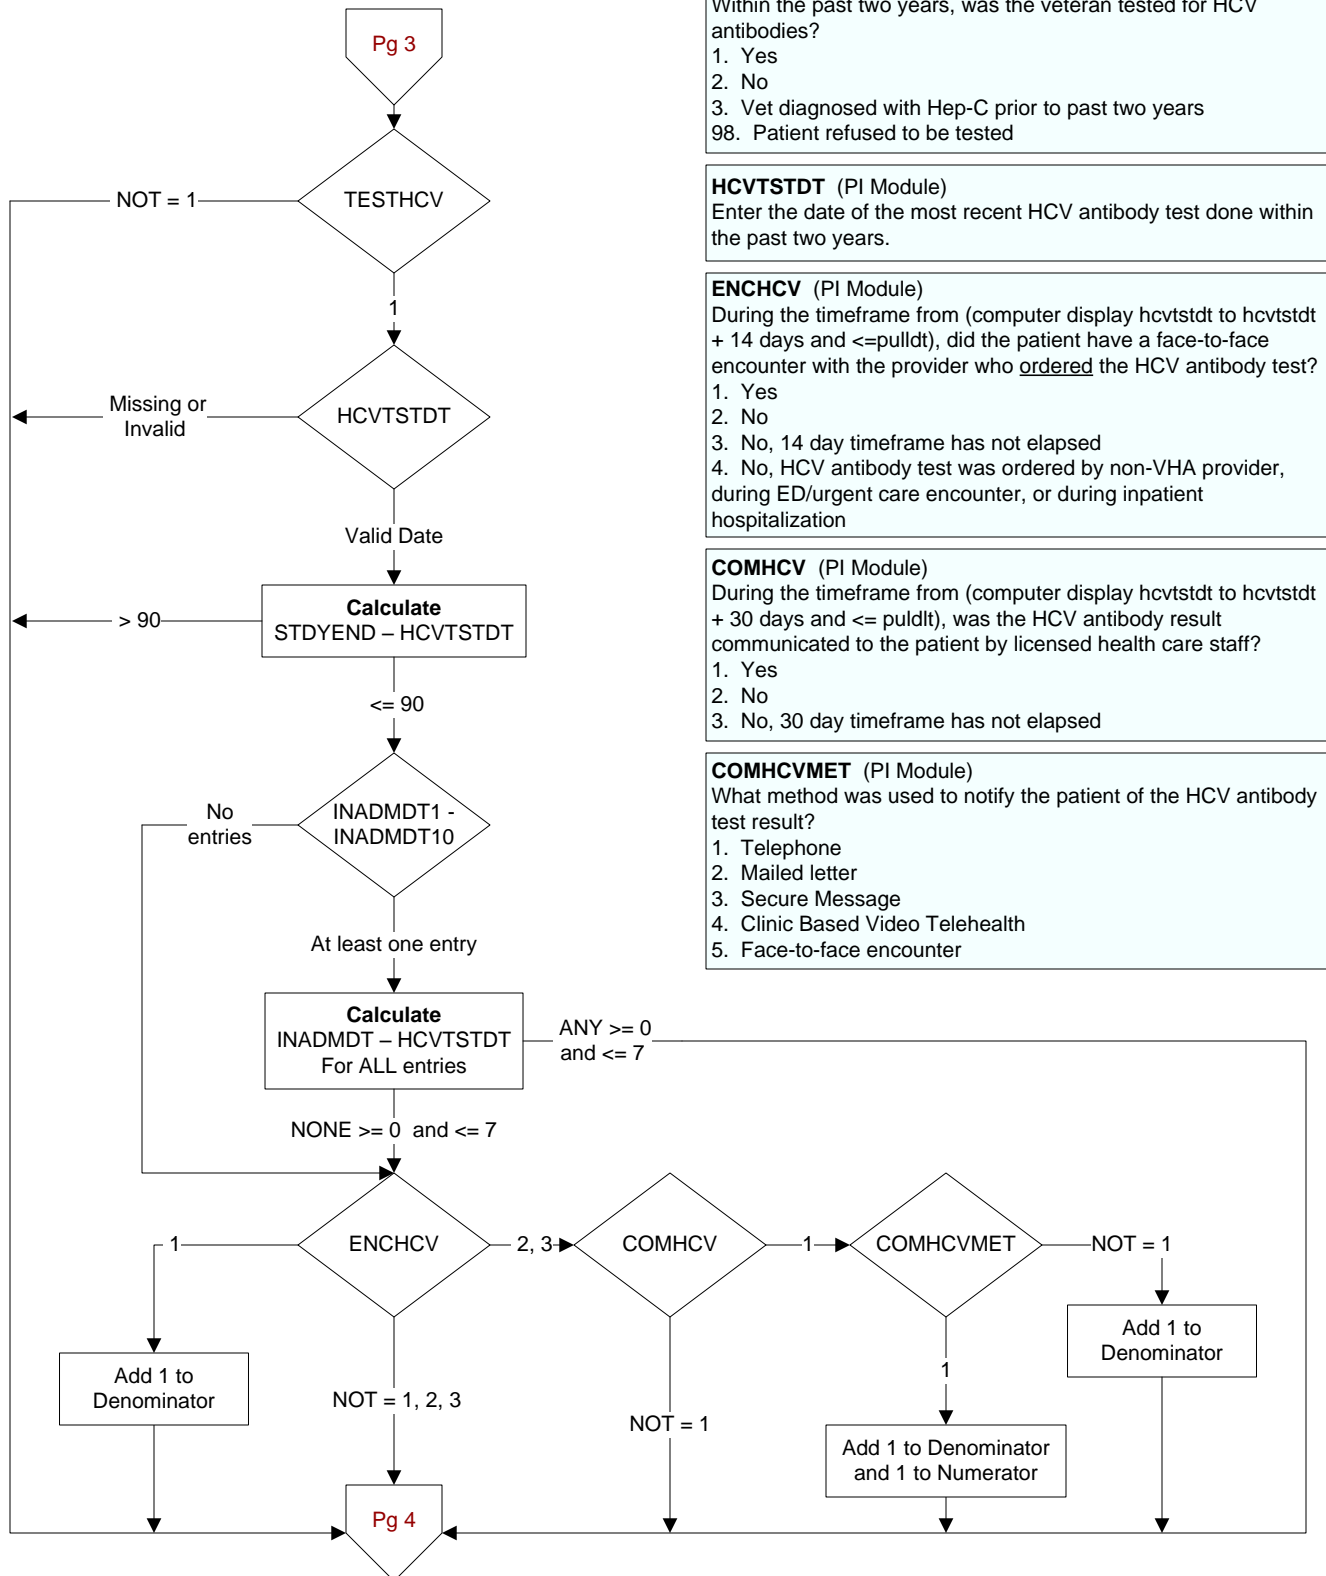 Within the past two years, was the veteran tested for HCV
antibodies?
1. Yes
2. No
3. Vet diagnosed with Hep-C prior to past two years
98. Patient refused to be tested
HCVTSTDT (PI Module)
Enter the date of the most recent HCV antibody test done within
the past two years.
ENCHCV (PI Module)
During the timeframe from (computer display hcvtstdt to hcvtstdt
+ 14 days and <=pulldt), did the patient have a face-to-face
encounter with the provider who ordered the HCV antibody test?
1. Yes
2. No
3. No, 14 day timeframe has not elapsed
4. No, HCV antibody test was ordered by non-VHA provider,
during ED/urgent care encounter, or during inpatient
hospitalization
COMHCV (PI Module)
During the timeframe from (computer display hcvtstdt to hcvtstdt
+ 30 days and <= puldlt), was the HCV antibody result
communicated to the patient by licensed health care staff?
1. Yes
2. No
3. No, 30 day timeframe has not elapsed
COMHCVMET (PI Module)
What method was used to notify the patient of the HCV antibody
test result?
1. Telephone
2. Mailed letter
3. Secure Message
4. Clinic Based Video Telehealth
5. Face-to-face encounter
Pg 3
TESTHCV
NOT = 1
1
HCVTSTDT
Missing or
Invalid
Valid Date
Calculate
STDYEND – HCVTSTDT
> 90
<= 90
INADMDT1 -
INADMDT10
No
entries
At least one entry
Calculate
INADMDT – HCVTSTDT
For ALL entries
ANY >= 0
and <= 7
NONE >= 0 and <= 7
1
ENCHCV
2, 3
COMHCV
1
COMHCVMET
NOT = 1
Add 1 to
Denominator
NOT = 1, 2, 3
NOT = 1
1
Add 1 to Denominator
and 1 to Numerator
Add 1 to
Denominator
Pg 4